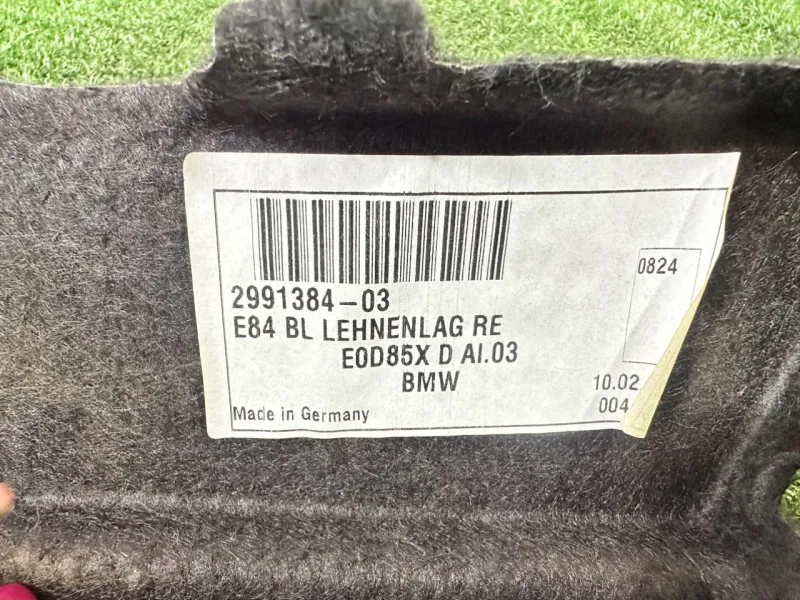 2991384-03
E84 BL LEHNENLAG RE
E0D85X D AI.03
BMW
Made in Germany
0824
10.02
004